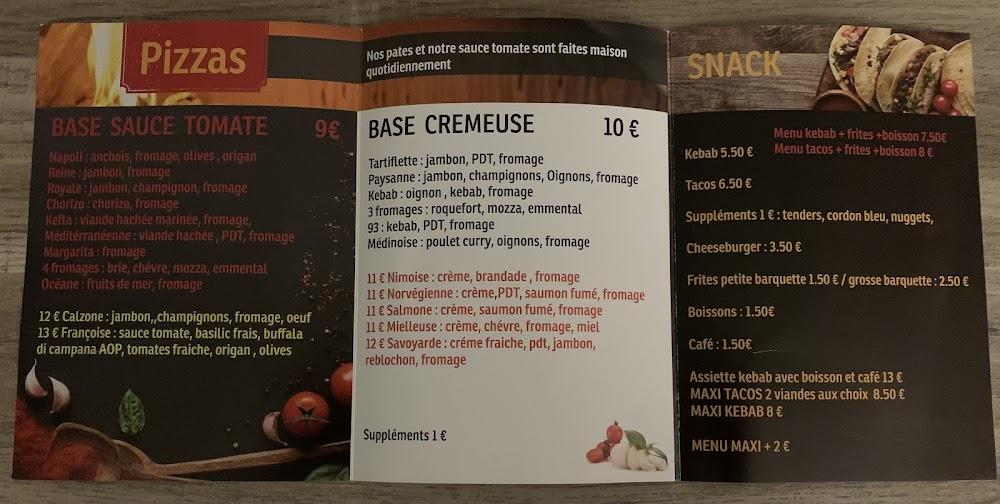 Pizzas
BASE SAUCE TOMATE 9€
Napoli : anchois, fromage, olives , origan
Reine : jambon, fromage
Royale : jambon, champignon, fromage
Chorizo : chorizo, fromage
Kefta : viande hachée marinée, fromage,
Méditérranéenne : viande hachée , PDT, fromage
Margarita : fromage
4 fromages : brie, chévre, mozza, emmental
Océane : fruits de mer, fromage
12 € Calzone : jambon,,champignons, fromage, oeuf
13 € Françoise : sauce tomate, basilic frais, buffala
di campana AOP, tomates fraiche, origan , olives
Nos pates et notre sauce tomate sont faites maison
quotidiennement
BASE CREMEUSE 10 €
Tartiflette : jambon, PDT, fromage
Paysanne : jambon, champignons, Oignons, fromage
Kebab : oignon , kebab, fromage
3 fromages : roquefort, mozza, emmental
93 : kebab, PDT, fromage
Médinoise : poulet curry, oignons, fromage
11 € Nimoise : crème, brandade , fromage
11 € Norvégienne : crème,PDT, saumon fumé, fromage
11 € Salmone : crème, saumon fumé, fromage
11 € Mielleuse : crème, chévre, fromage, miel
12 € Savoyarde : créme fraiche, pdt, jambon,
reblochon, fromage
Suppléments 1 €
SNACK
Menu kebab + frites +boisson 7.50€
Kebab 5.50 € Menu tacos + frites +boisson 8 €
Tacos 6.50 €
Suppléments 1 € : tenders, cordon bleu, nuggets,
Cheeseburger : 3.50 €
Frites petite barquette 1.50 € / grosse barquette : 2.50 €
Boissons : 1.50€
Café : 1.50€
Assiette kebab avec boisson et café 13 €
MAXI TACOS 2 viandes aux choix 8.50 €
MAXI KEBAB 8 €
MENU MAXI + 2 €